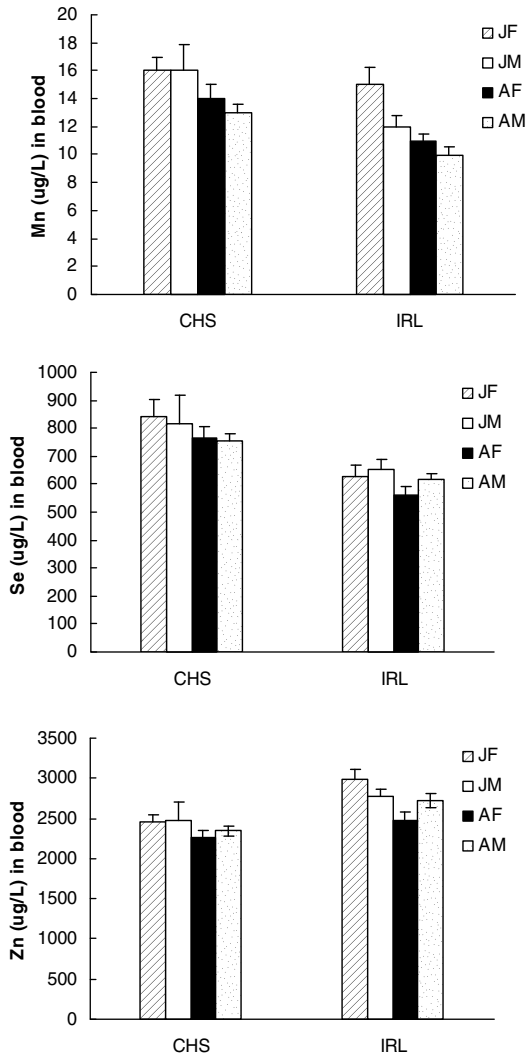 Mn (ug/L) in blood
20
18
16
14
12
10
8
6
4
2
0
CHS
IRL
JF
JM
AF
AM
Se (ug/L) in blood
1000
900
800
700
600
500
400
300
200
100
0
CHS
IRL
JF
JM
AF
AM
Zn (ug/L) in blood
3500
3000
2500
2000
1500
1000
500
0
CHS
IRL
JF
JM
AF
AM